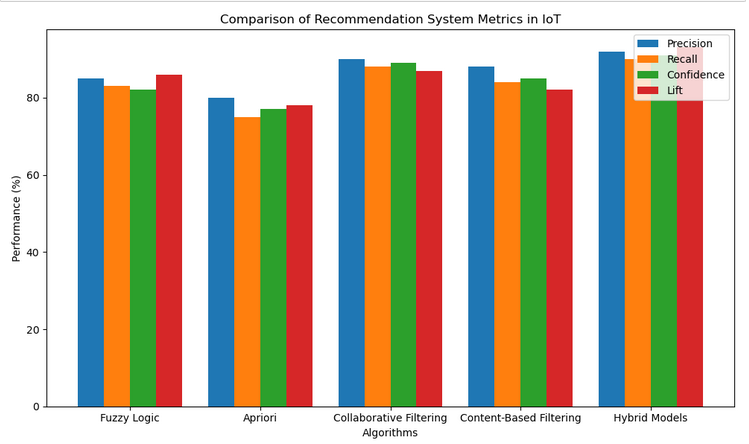 Comparison of Recommendation System Metrics in IoT
Precision
Recall
Confidence
Lift
Performance (%)
80
60
40
20
0
Fuzzy Logic
Apriori
Collaborative Filtering
Content-Based Filtering
Hybrid Models
Algorithms